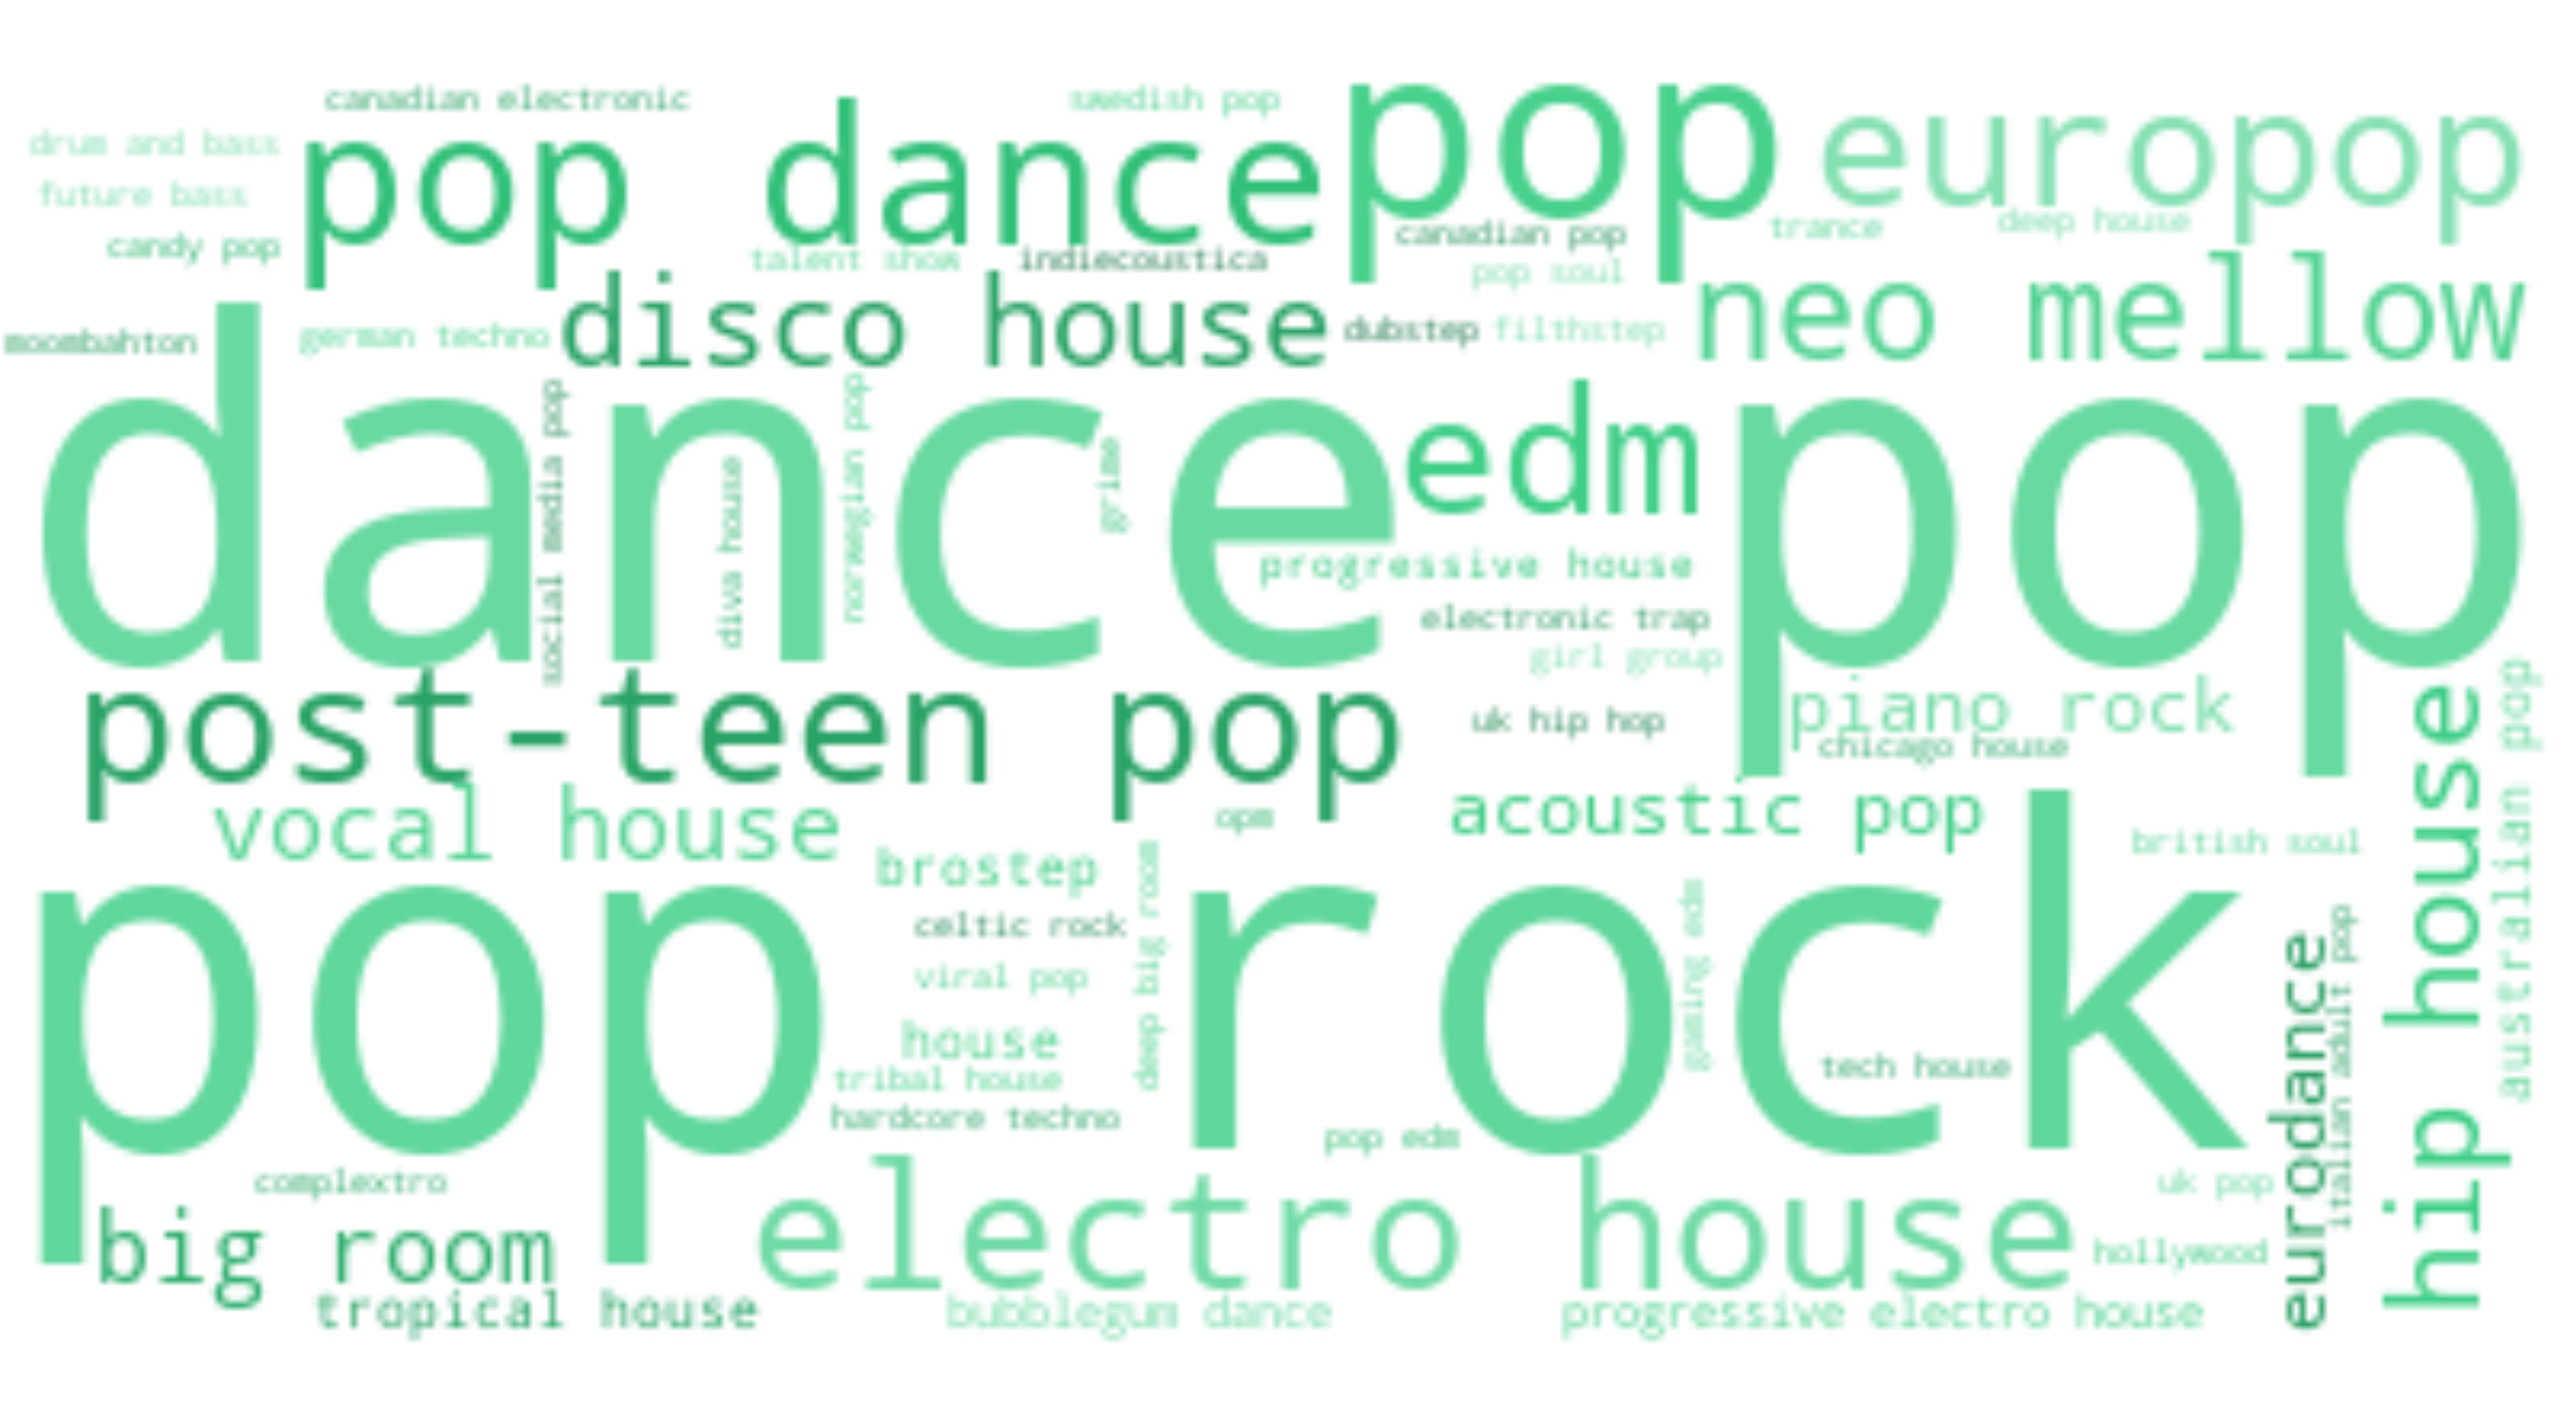 canadian electronic
swedish pop
drum and bass
pop dance
pop
europop
future bass
candy pop
talent show
indiecoustica
canadian pop
trance
deep house
pop soul
moombahton
german techno
disco house
dubstep
filthstep
neo mellow
dance pop
social media pop
diva house
norwegian pop
grime
edm
progressive house
electronic trap
girl group
post-teen pop
uk hip hop
piano rock
chicago house
hip house
australian pop
vocal house
opm
acoustic pop
british soul
pop rock
brostep
celtic rock
viral pop
deep big room
house
tribal house
hardcore techno
gaming edm
tech house
eurodance
italian adult pop
pop edm
complextro
big room
electro house
uk pop
hollywood
tropical house
bubblegum dance
progressive electro house